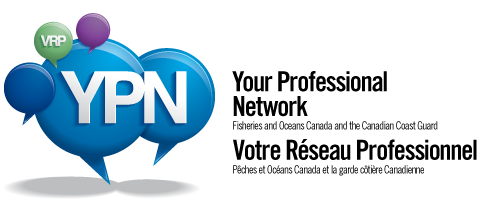 VRP
YPN
Your Professional
Network
Fisheries and Oceans Canada and the Canadian Coast Guard
Votre Réseau Professionnel
Pêches et Océans Canada et la garde côtière Canadienne